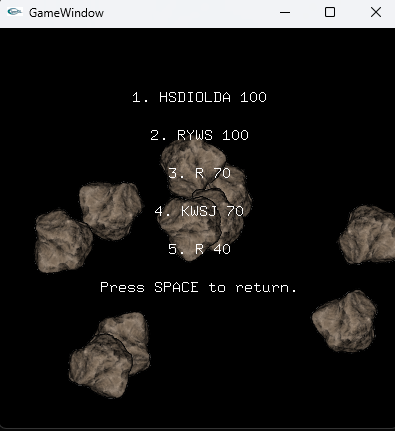 GameWindow
1. HSDIOLDA 100
2. RYWS 100
3. R 70
4. KWSJ 70
5. R 40
Press SPACE to return.